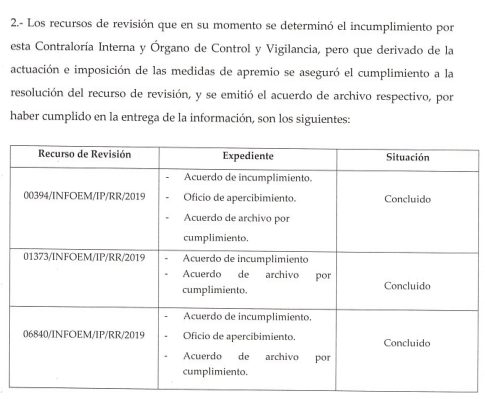 2.- Los recursos de revisión que en su momento se determinó el incumplimiento por
esta Contraloría Interna y Órgano de Control y Vigilancia, pero que derivado de la
actuación e imposición de las medidas de apremio se aseguró el cumplimiento a la
resolución del recurso de revisión, y se emitió el acuerdo de archivo respectivo, por
haber cumplido en la entrega de la información, son los siguientes:
Recurso de Revisión Expediente Situación
- Acuerdo de incumplimiento.
00394/INFOEM/IP/RR/2019 - Oficio de apercibimiento. Concluido
- Acuerdo de archivo por
cumplimiento.
01373/INFOEM/IP/RR/2019 - Acuerdo de incumplimiento
- Acuerdo de archivo por
cumplimiento. Concluido
- Acuerdo de incumplimiento.
06840/INFOEM/IP/RR/2019 - Oficio de apercibimiento. Concluido
- Acuerdo de archivo por
cumplimiento.